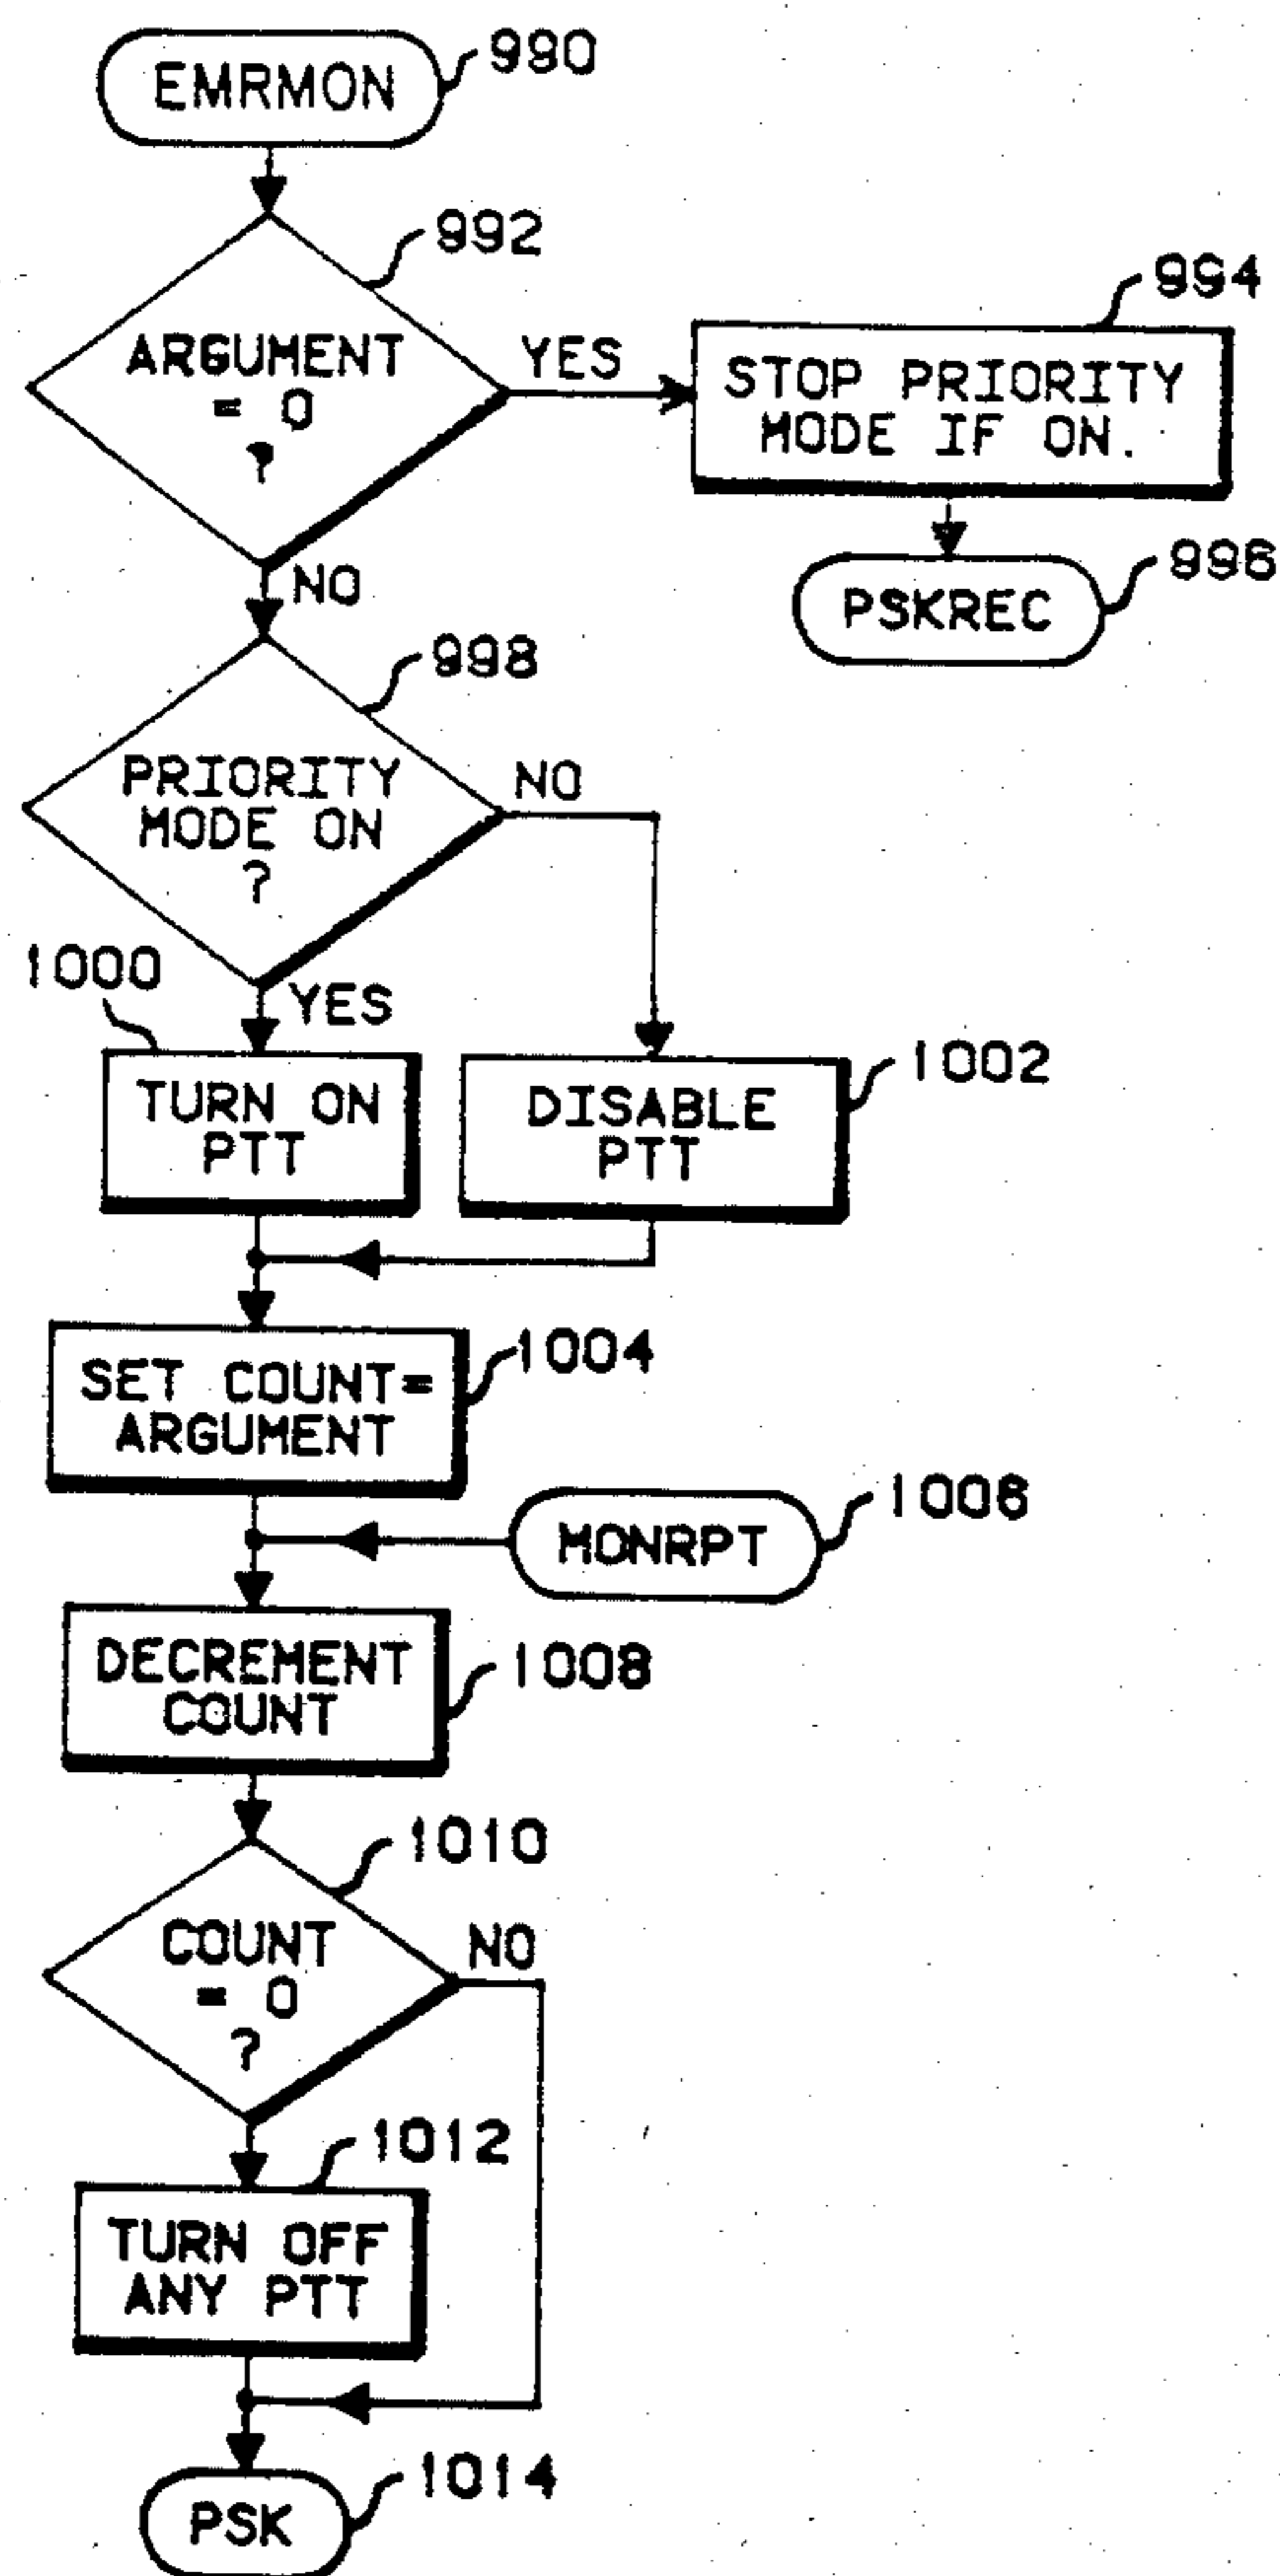 EMRMON
990
992
ARGUMENT
= 0
?
YES
994
STOP PRIORITY
MODE IF ON.
996
PSKREC
NO
998
PRIORITY
MODE ON
?
NO
1000
YES
TURN ON
PTT
DISABLE
PTT
1002
SET COUNT=
ARGUMENT
1004
MONRPT
1006
DECREMENT
COUNT
1008
1010
COUNT
= 0
?
NO
1012
TURN OFF
ANY PTT
PSK
1014